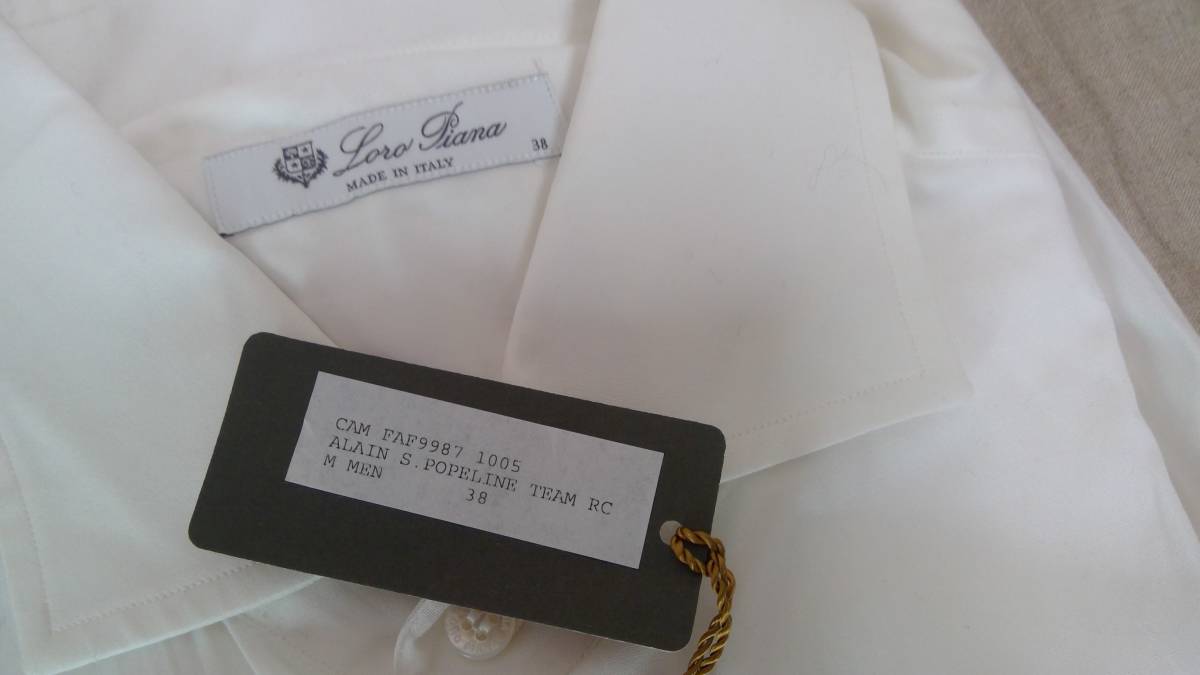 Loro Piana
MADE IN ITALY
38
CAM FAF9987 1005
ALAIN S.POPELINE TEAM RC
M MEN 38